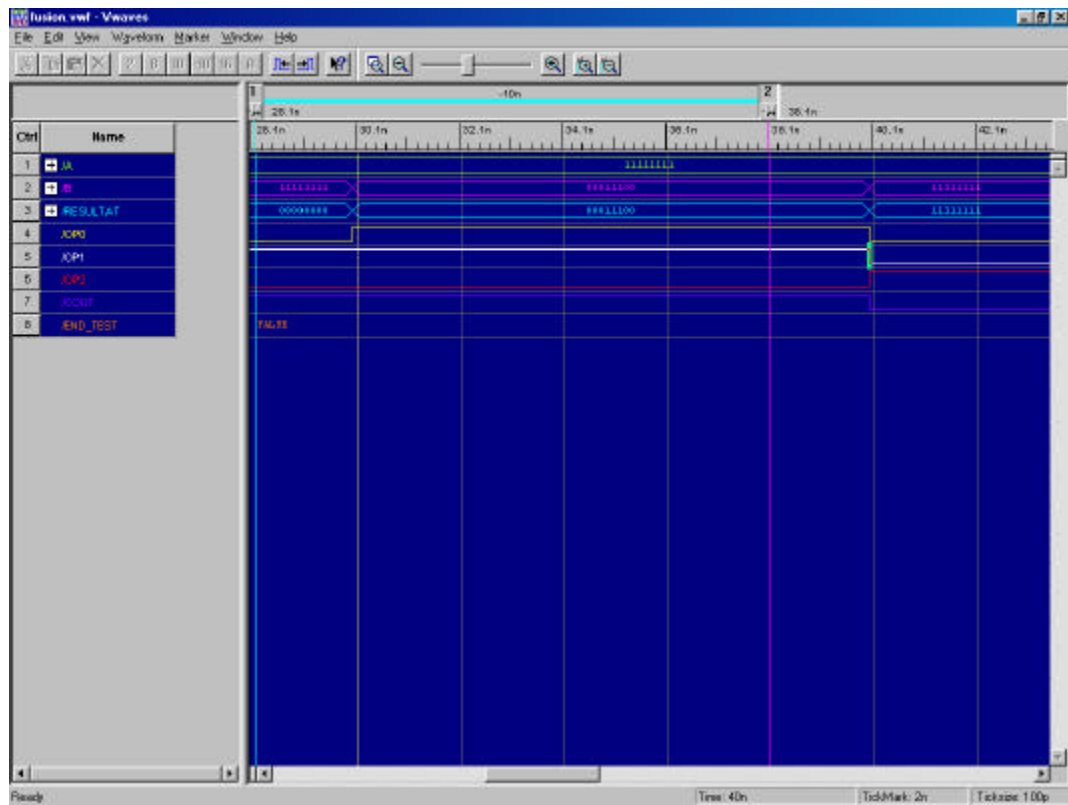 fusion.vwf - Vwaves
File Edit View Waveform Marker Window Help
1 -10n 2
28.1n 38.1n
Ctrl Name
28.1n 30.1n 32.1n 34.1n 36.1n 38.1n 40.1n 42.1n
1 /A 11111111
2 /B 11111111 00011100 11111111
3 /RESULTAT 00000000 00011100 11111111
4 /OP0
5 /OP1
6 /OP2
7 /COUT
8 /END_TEST FALSE
Ready Time: 40n TickMark: 2n Ticksize: 100p